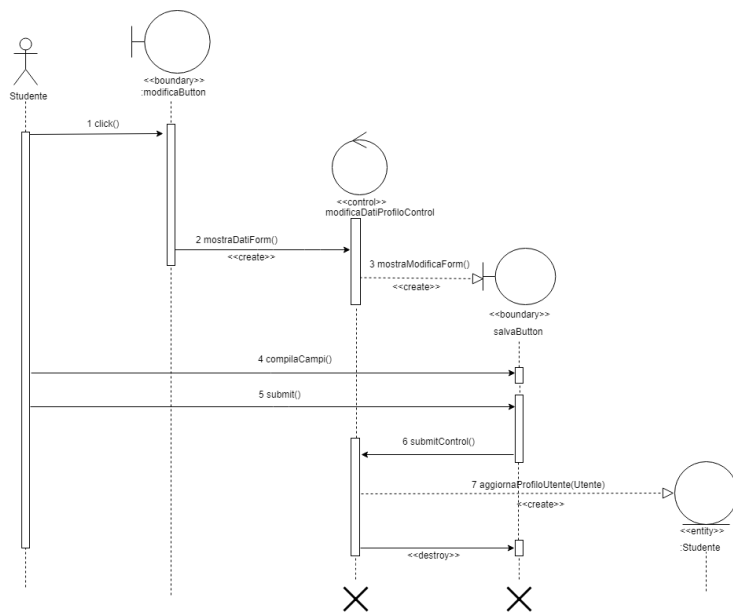 <<boundary>>
:modificaButton
Studente
1 click()
<<control>>
modificaDatiProfiloControl
2 mostraDatiForm()
<<create>>
3 mostraModificaForm()
<<create>>
<<boundary>>
salvaButton
4 compilaCampi()
5 submit()
6 submitControl()
7 aggiornaProfiloUtente(Utente)
<<create>>
<<entity>>
:Studente
<<destroy>>